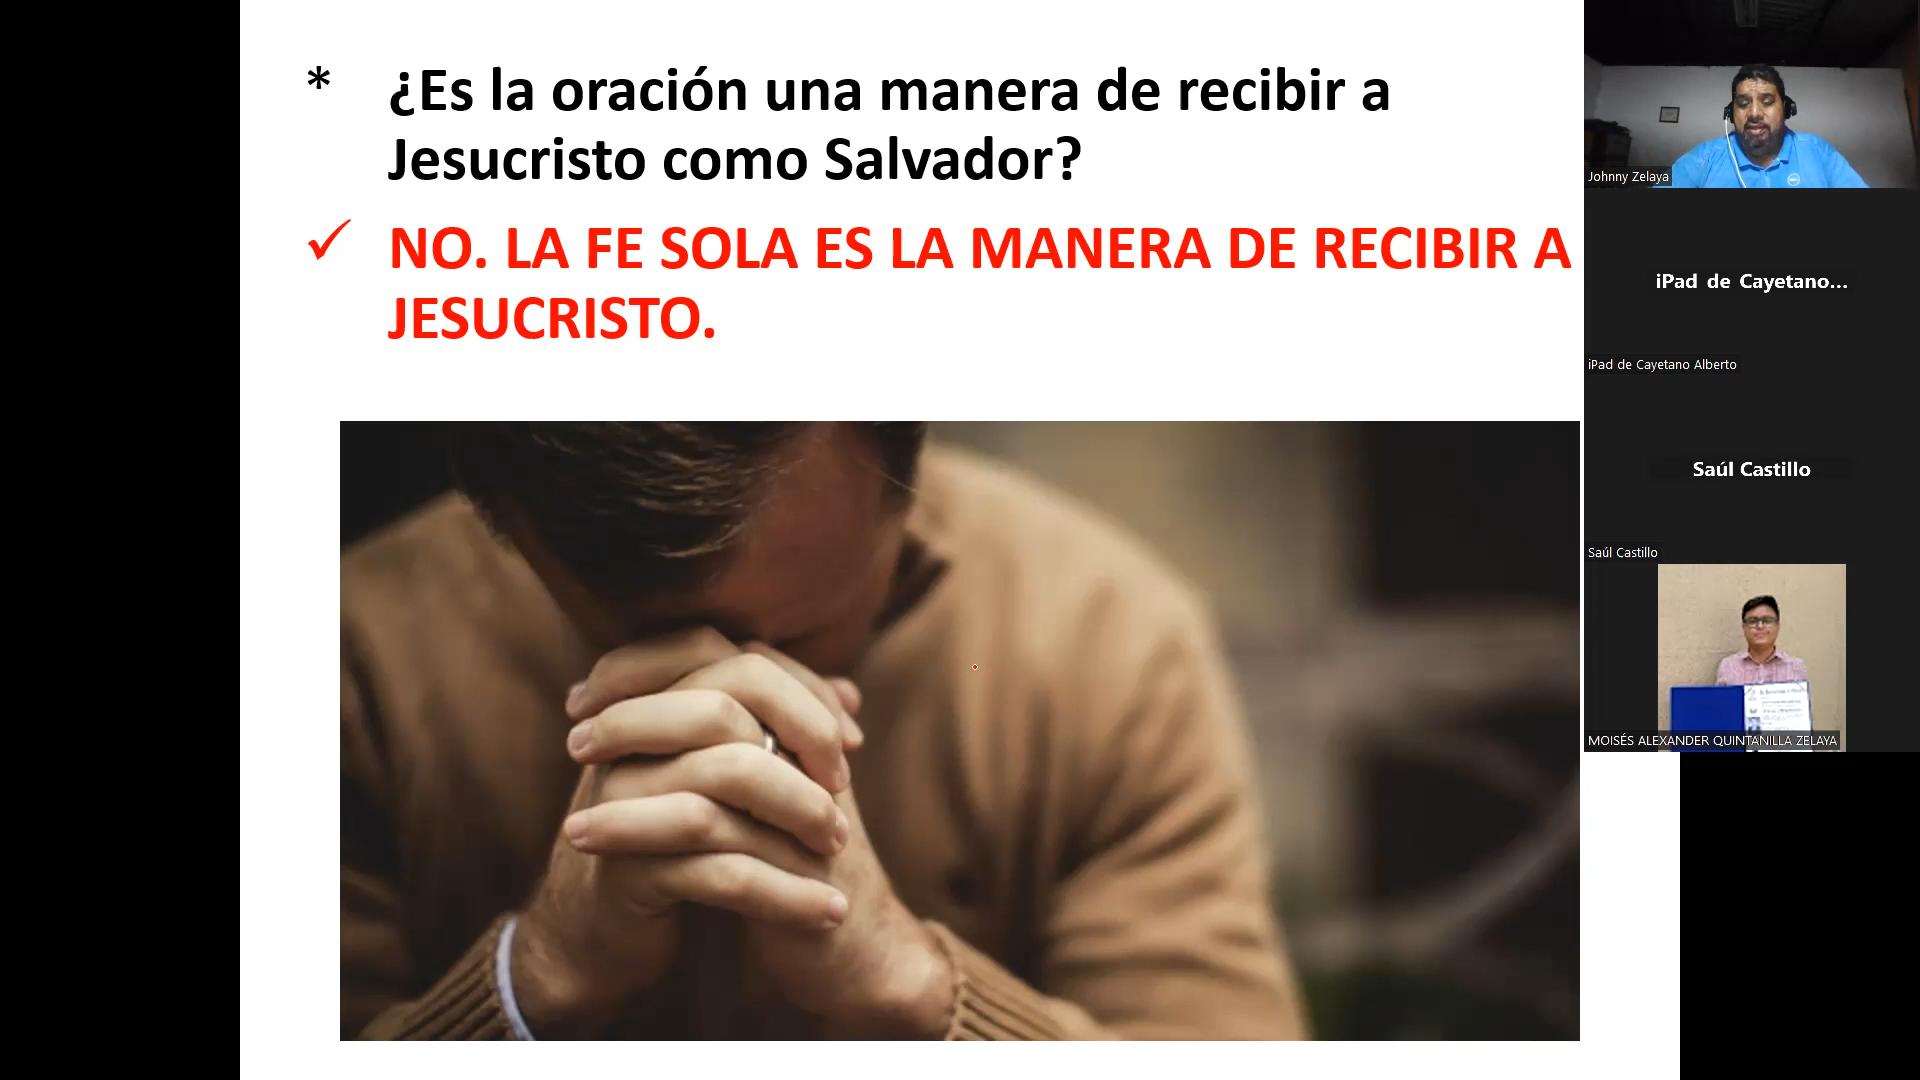 * ¿Es la oración una manera de recibir a
Jesucristo como Salvador?
✓ NO. LA FE SOLA ES LA MANERA DE RECIBIR A
JESUCRISTO.
Johnny Zelaya
iPad de Cayetano...
iPad de Cayetano Alberto
Saúl Castillo
Saúl Castillo
MOISÉS ALEXANDER QUINTANILLA ZELAYA